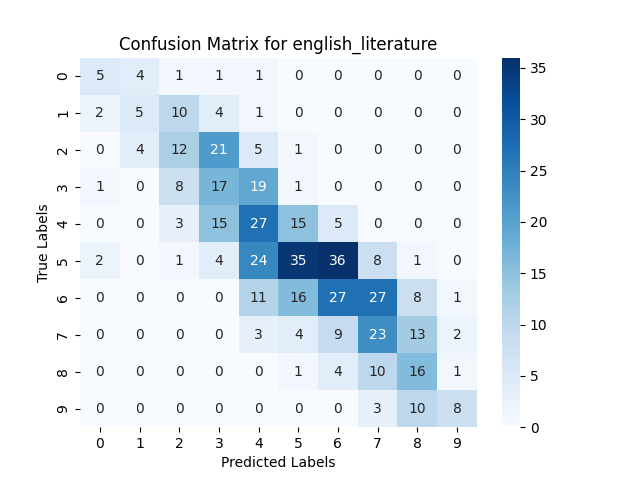 Confusion Matrix for english_literature
0 5 4 1 1 1 0 0 0 0 0
1 2 5 10 4 1 0 0 0 0 0
2 0 4 12 21 5 1 0 0 0 0
3 1 0 8 17 19 1 0 0 0 0
4 0 0 3 15 27 15 5 0 0 0
5 2 0 1 4 24 35 36 8 1 0
6 0 0 0 0 11 16 27 27 8 1
7 0 0 0 0 3 4 9 23 13 2
8 0 0 0 0 0 1 4 10 16 1
9 0 0 0 0 0 0 0 3 10 8
0 1 2 3 4 5 6 7 8 9
Predicted Labels
True Labels
35
30
25
20
15
10
5
0